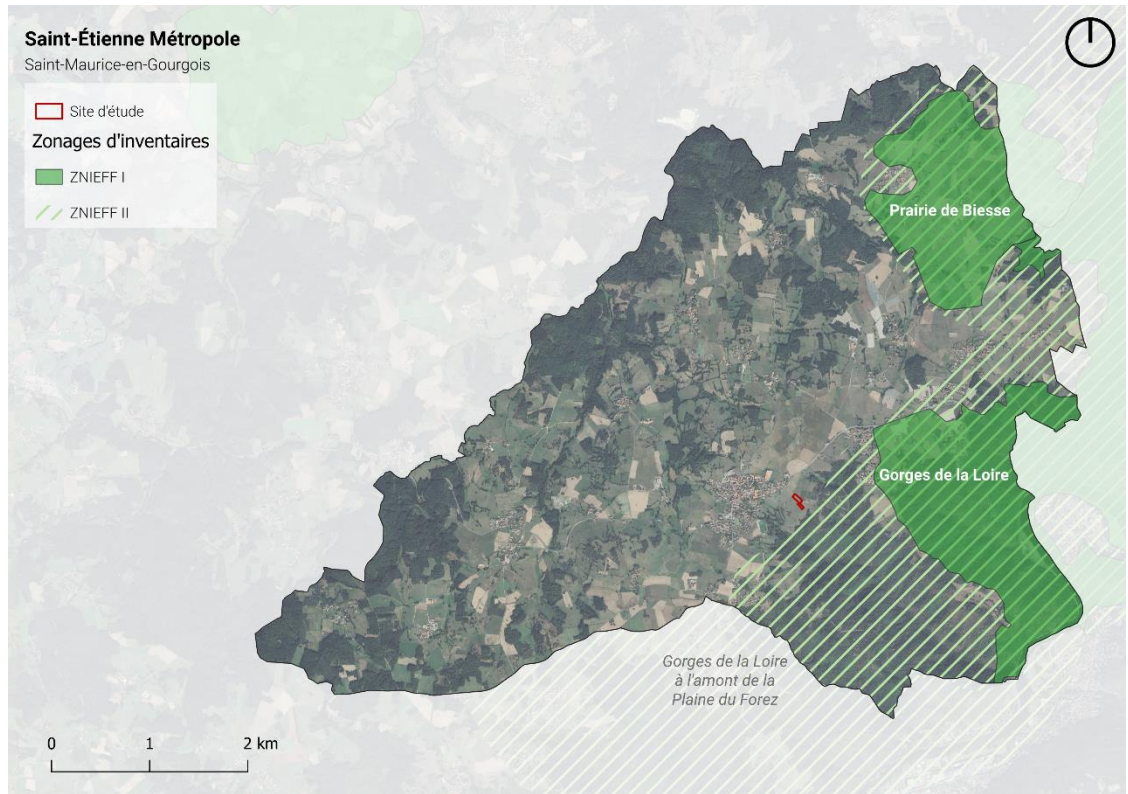 Saint-Étienne Métropole
Saint-Maurice-en-Gourgois
Site d'étude
Zonages d'inventaires
ZNIEFF I
ZNIEFF II
Prairie de Biesse
Gorges de la Loire
Gorges de la Loire
à l'amont de la
Plaine du Forez
0 1 2 km